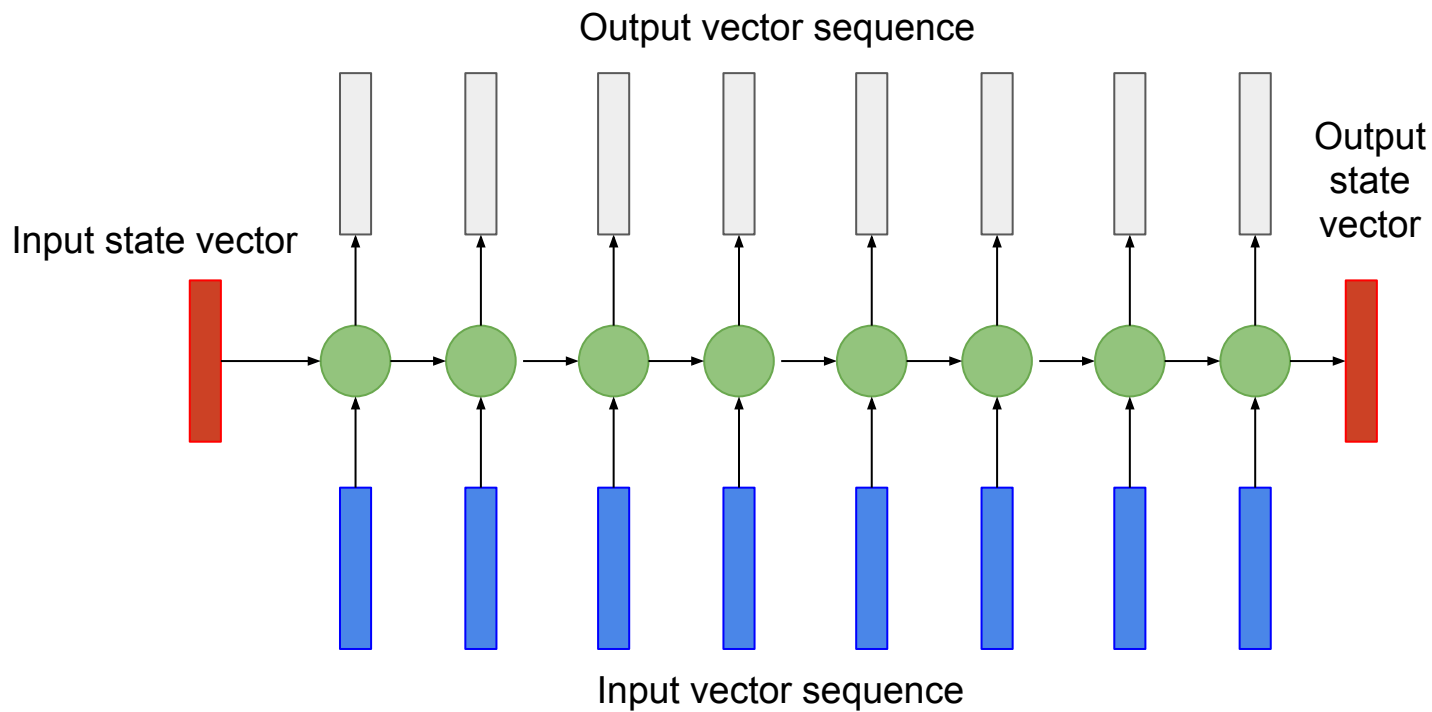 Output vector sequence
Output
state
vector
Input state vector
Input vector sequence